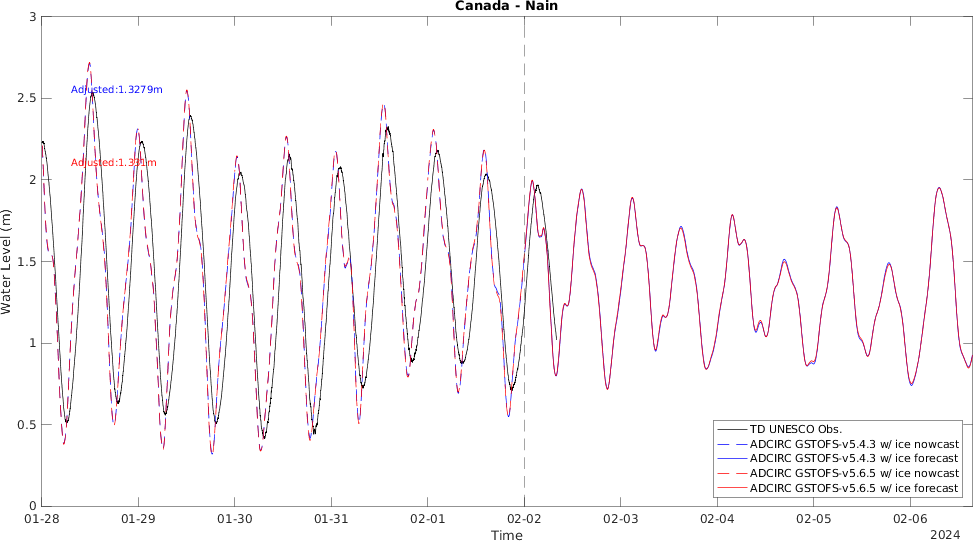 Canada - Nain
3
2.5
2
1.5
1
0.5
0
Water Level (m)
Adjusted:1.3279m
Adjusted:1.331m
TD UNESCO Obs.
ADCIRC GSTOFS-v5.4.3 w/ ice nowcast
ADCIRC GSTOFS-v5.4.3 w/ ice forecast
ADCIRC GSTOFS-v5.6.5 w/ ice nowcast
ADCIRC GSTOFS-v5.6.5 w/ ice forecast
01-28 01-29 01-30 01-31 02-01 02-02 02-03 02-04 02-05 02-06
Time
2024